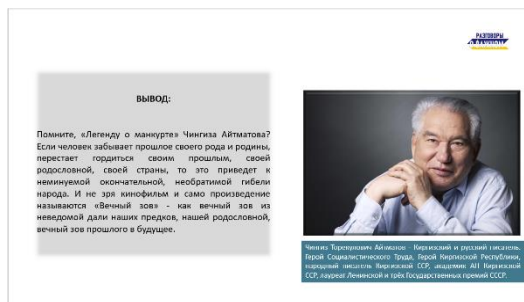 РАЗГОВОРЫ
О ВАЖНОМ
ВЫВОД:
Помните, «Легенду о манкурте» Чингиза Айтматова?
Если человек забывает прошлое своего рода и родины,
перестает гордиться своим прошлым, своей
родословной, своей страны, то это приведет к
неминуемой окончательной, необратимой гибели
народа. И не зря кинофильм и само произведение
называются «Вечный зов» - как вечный зов из
неведомой дали наших предков, нашей родословной,
вечный зов прошлого в будущее.
Чингиз Торекулович Айтматов - Киргизский и русский писатель.
Герой Социалистического Труда, Герой Киргизской Республики,
народный писатель Киргизской ССР, академик АН Киргизской
ССР, лауреат Ленинской и трёх Государственных премий СССР.